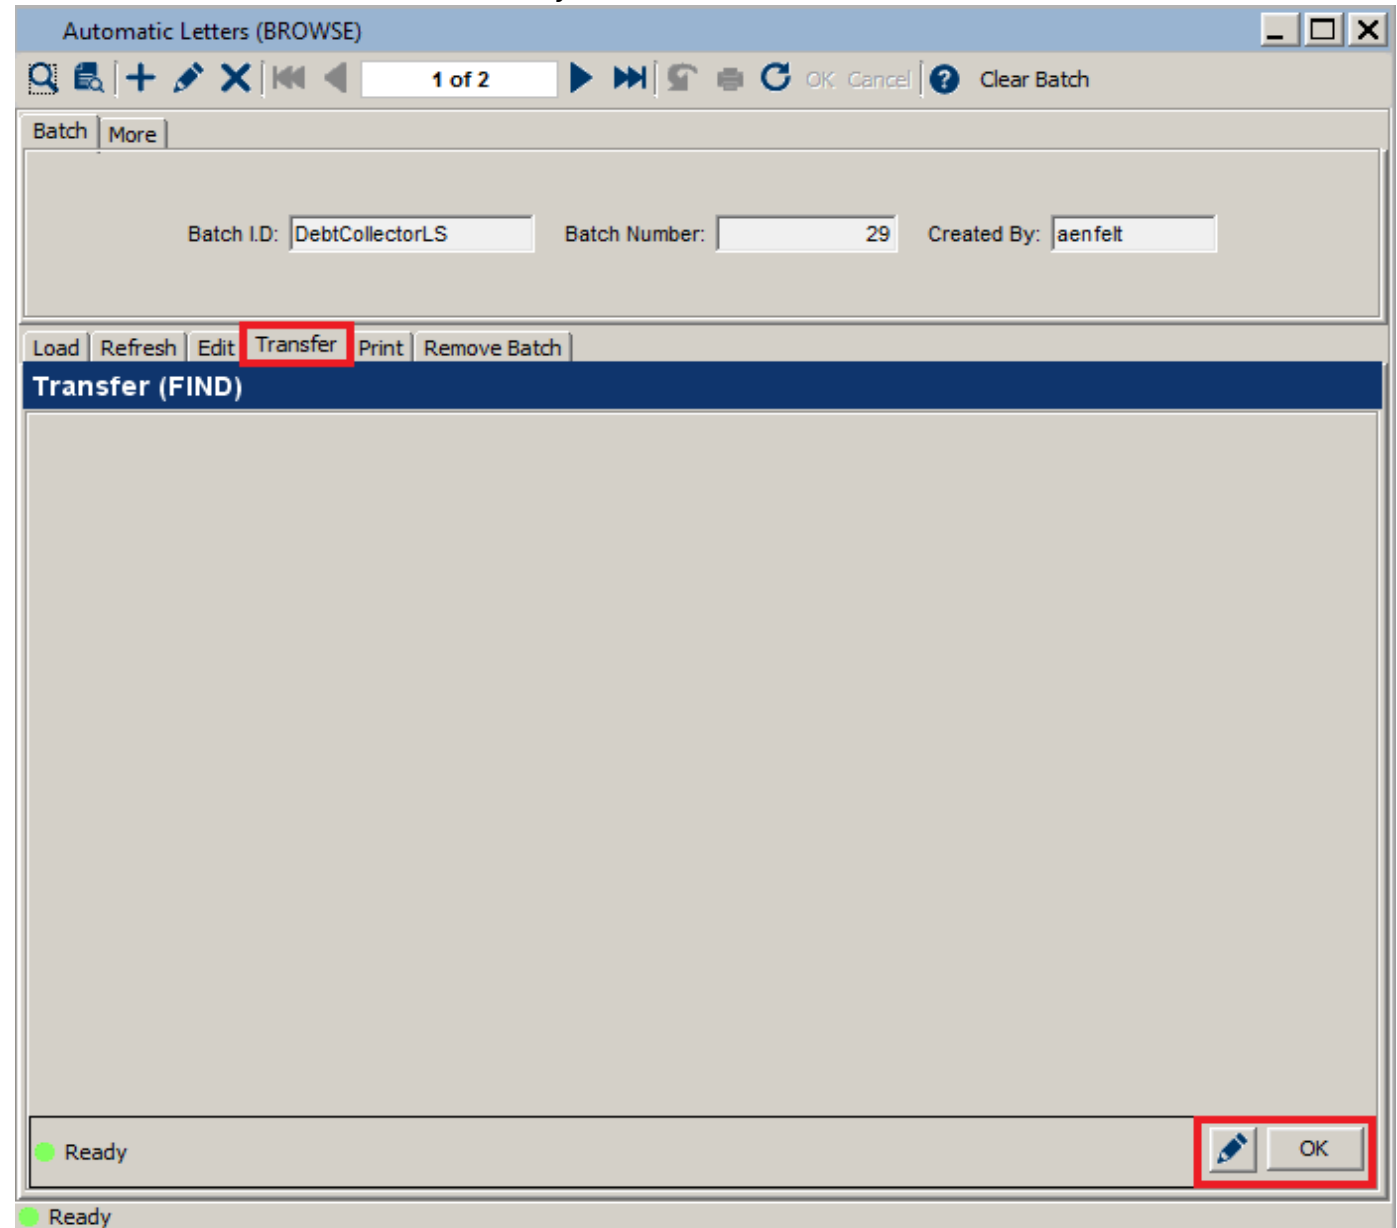 Automatic Letters (BROWSE)
1 of 2 OK Cancel Clear Batch
Batch More
Batch I.D: DebtCollectorLS Batch Number: 29 Created By: aenfelt
Load Refresh Edit Transfer Print Remove Batch
Transfer (FIND)
Ready OK
Ready